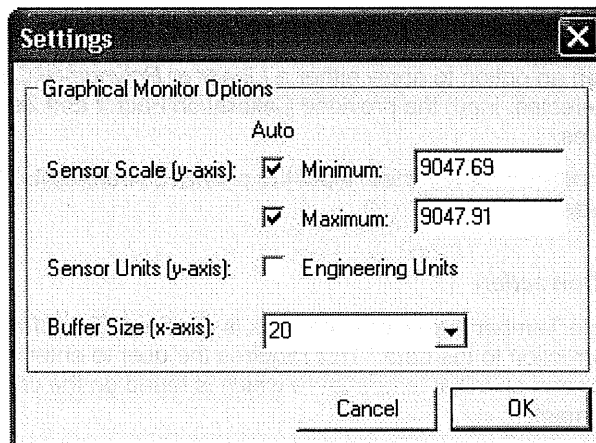 Settings
Graphical Monitor Options
Auto
Sensor Scale (y-axis): Minimum: 9047.69
Maximum: 9047.91
Sensor Units (y-axis): Engineering Units
Buffer Size (x-axis): 20
Cancel OK